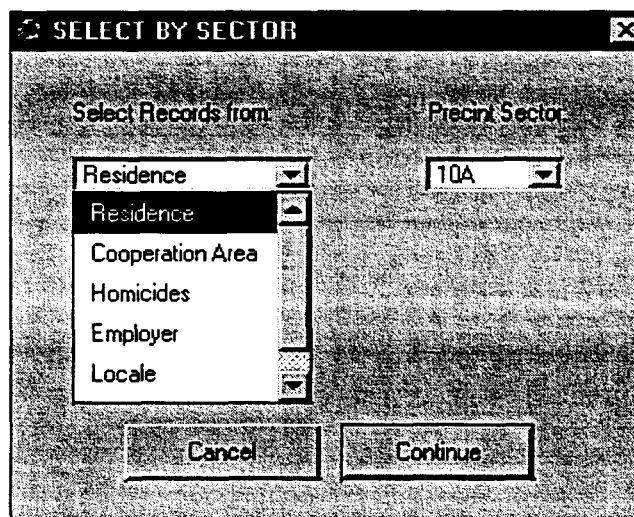 SELECT BY SECTOR
Select Records from: Precint Sector:
Residence 10A
Residence
Cooperation Area
Homicides
Employer
Locale
Cancel Continue